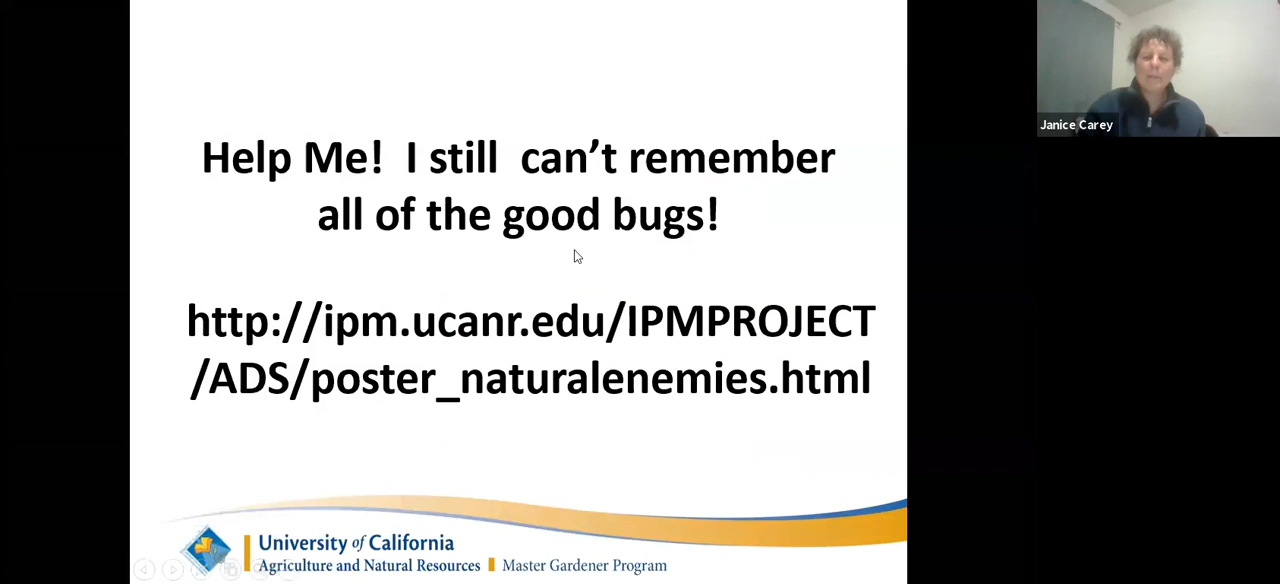 Help Me! I still can't remember
all of the good bugs!
http://ipm.ucanr.edu/IPMPROJECT
/ADS/poster_naturalenemies.html
University of California
Agriculture and Natural Resources Master Gardener Program
Janice Carey